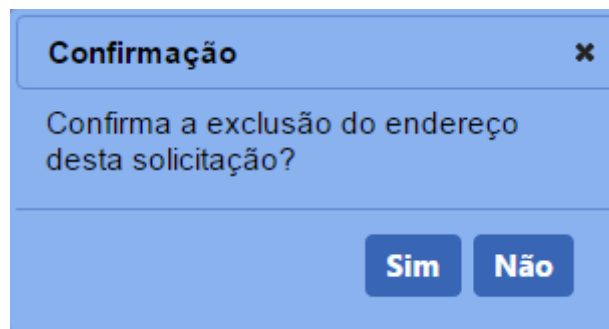 Confirmação
Confirma a exclusão do endereço
desta solicitação?
Sim Não